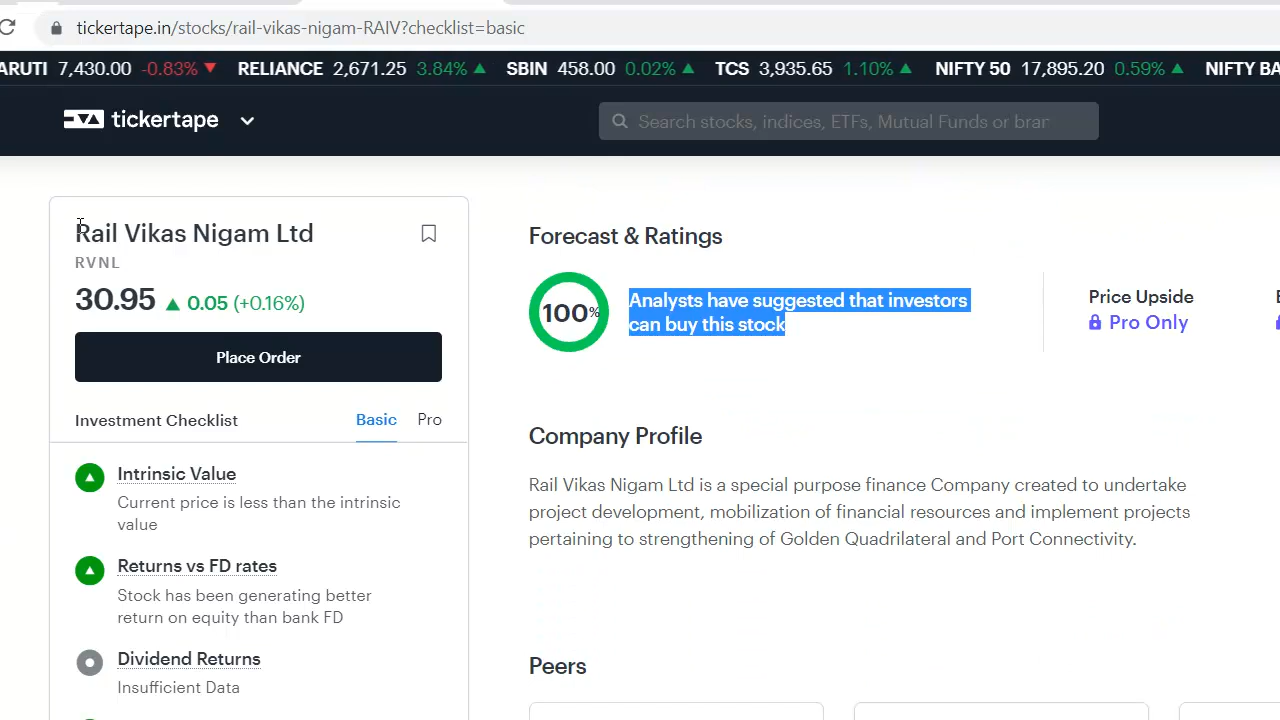 tickertape.in/stocks/rail-vikas-nigam-RAIV?checklist=basic
ARUTI 7,430.00 -0.83% ▼ RELIANCE 2,671.25 3.84% ▲ SBIN 458.00 0.02% ▲ TCS 3,935.65 1.10% ▲ NIFTY 50 17,895.20 0.59% ▲ NIFTY BA
tickertape
Search stocks, indices, ETFs, Mutual Funds or bran
Rail Vikas Nigam Ltd
RVNL
30.95 ▲ 0.05 (+0.16%)
Place Order
Investment Checklist Basic Pro
Intrinsic Value
Current price is less than the intrinsic
value
Returns vs FD rates
Stock has been generating better
return on equity than bank FD
Dividend Returns
Insufficient Data
Forecast & Ratings
100%
Analysts have suggested that investors
can buy this stock
Price Upside
Pro Only
Company Profile
Rail Vikas Nigam Ltd is a special purpose finance Company created to undertake
project development, mobilization of financial resources and implement projects
pertaining to strengthening of Golden Quadrilateral and Port Connectivity.
Peers